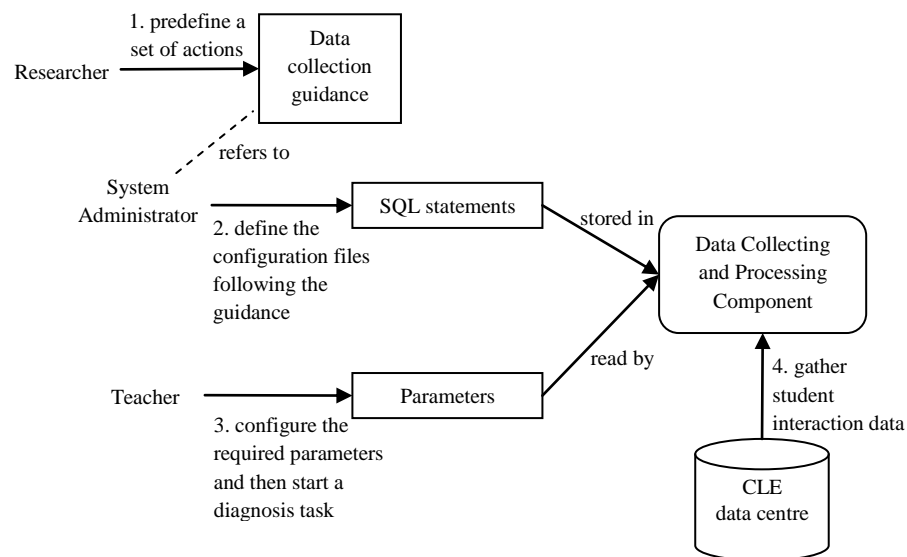 1. predefine a
set of actions
Researcher
Data
collection
guidance
refers to
System
Administrator
2. define the
configuration files
following the
guidance
SQL statements
stored in
Data Collecting
and Processing
Component
read by
Teacher
3. configure the
required parameters
and then start a
diagnosis task
Parameters
4. gather
student
interaction data
CLE
data centre